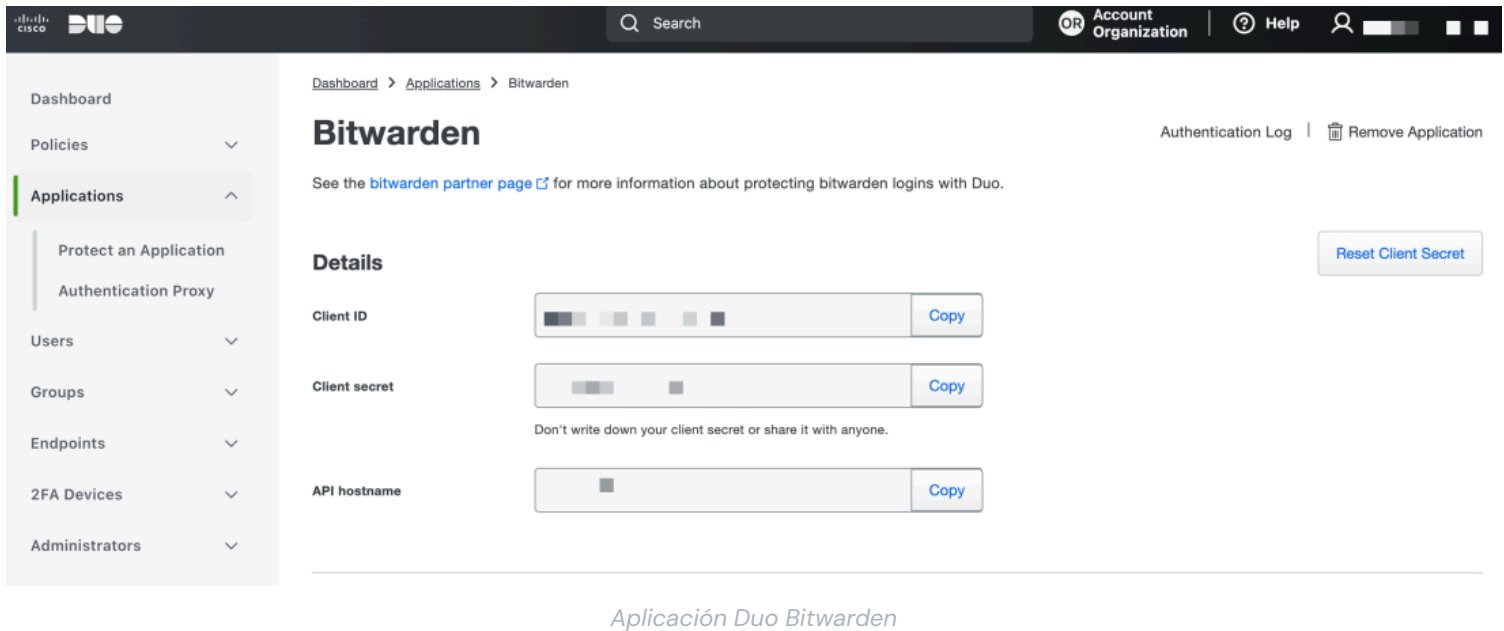 cisco DUO
Search
OR Account Organization
Help
Dashboard
Policies
Applications
Protect an Application
Authentication Proxy
Users
Groups
Endpoints
2FA Devices
Administrators
Dashboard > Applications > Bitwarden
Bitwarden
Authentication Log | Remove Application
See the bitwarden partner page for more information about protecting bitwarden logins with Duo.
Details
Reset Client Secret
Client ID
Copy
Client secret
Copy
Don't write down your client secret or share it with anyone.
API hostname
Copy
Aplicación Duo Bitwarden